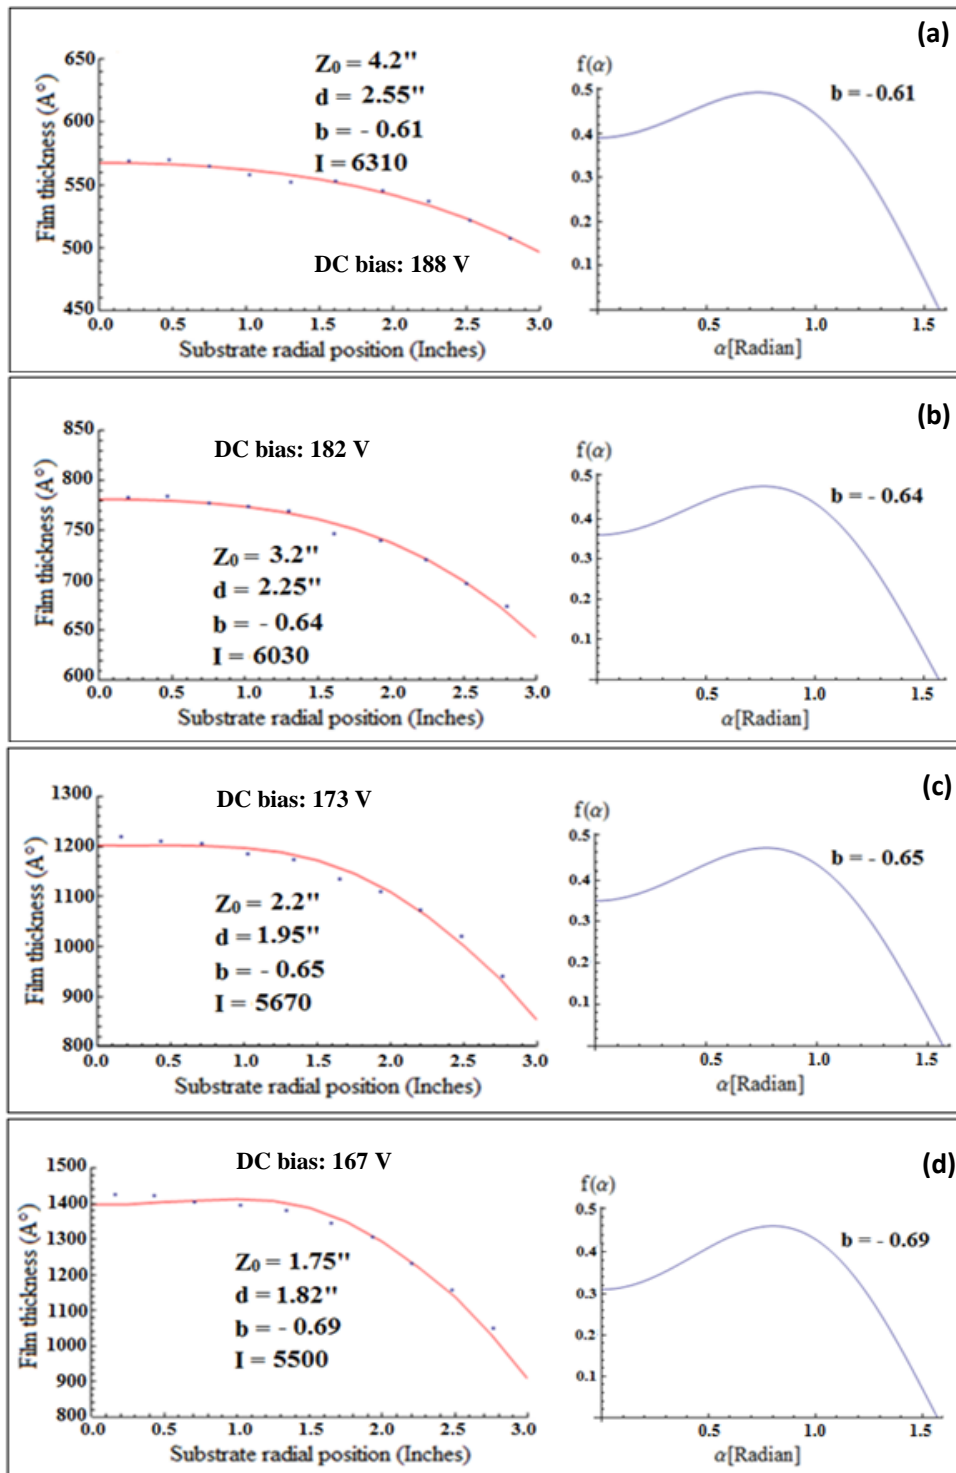 (a)
Film thickness (A°)
650
600
550
500
450
Z₀ = 4.2"
d = 2.55"
b = - 0.61
I = 6310
DC bias: 188 V
0.0 0.5 1.0 1.5 2.0 2.5 3.0
Substrate radial position (Inches)
f(α)
b = - 0.61
0.5
0.4
0.3
0.2
0.1
0.5 1.0 1.5
α[Radian]
(b)
Film thickness (A°)
850
800
750
700
650
600
DC bias: 182 V
Z₀ = 3.2"
d = 2.25"
b = - 0.64
I = 6030
0.0 0.5 1.0 1.5 2.0 2.5 3.0
Substrate radial position (Inches)
f(α)
b = - 0.64
0.5
0.4
0.3
0.2
0.1
0.5 1.0 1.5
α[Radian]
(c)
Film thickness (A°)
1300
1200
1100
1000
900
800
DC bias: 173 V
Z₀ = 2.2"
d = 1.95"
b = - 0.65
I = 5670
0.0 0.5 1.0 1.5 2.0 2.5 3.0
Substrate radial position (Inches)
f(α)
b = - 0.65
0.5
0.4
0.3
0.2
0.1
0.5 1.0 1.5
α[Radian]
(d)
Film thickness (A°)
1500
1400
1300
1200
1100
1000
900
800
DC bias: 167 V
Z₀ = 1.75"
d = 1.82"
b = - 0.69
I = 5500
0.0 0.5 1.0 1.5 2.0 2.5 3.0
Substrate radial position (Inches)
f(α)
b = - 0.69
0.5
0.4
0.3
0.2
0.1
0.5 1.0 1.5
α[Radian]